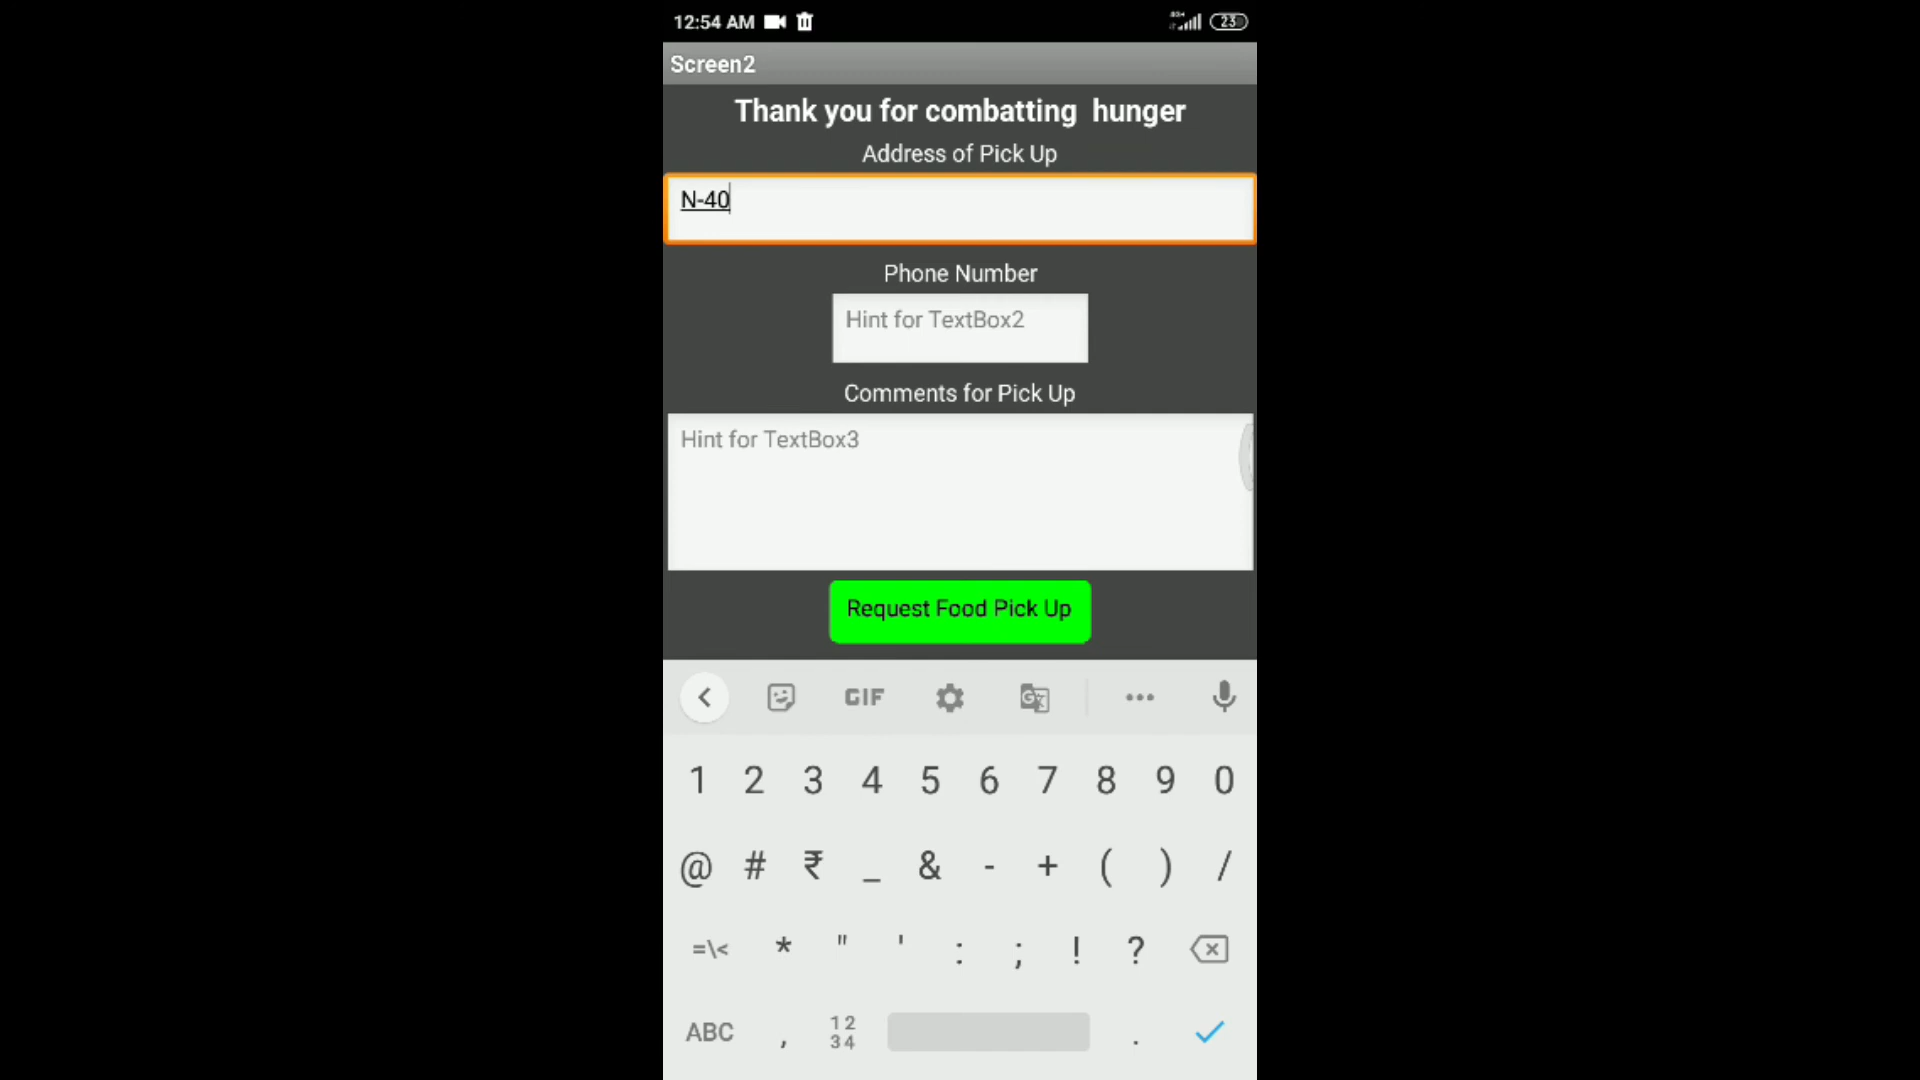 12:54 AM 23
Screen2
Thank you for combatting  hunger
Address of Pick Up
N-40
Phone Number
Hint for TextBox2
Comments for Pick Up
Hint for TextBox3
Request Food Pick Up
GIF
1 2 3 4 5 6 7 8 9 0
@ # ₹ _ & - + ( ) /
=\< * " ' : ; ! ?
ABC , 12 34 .